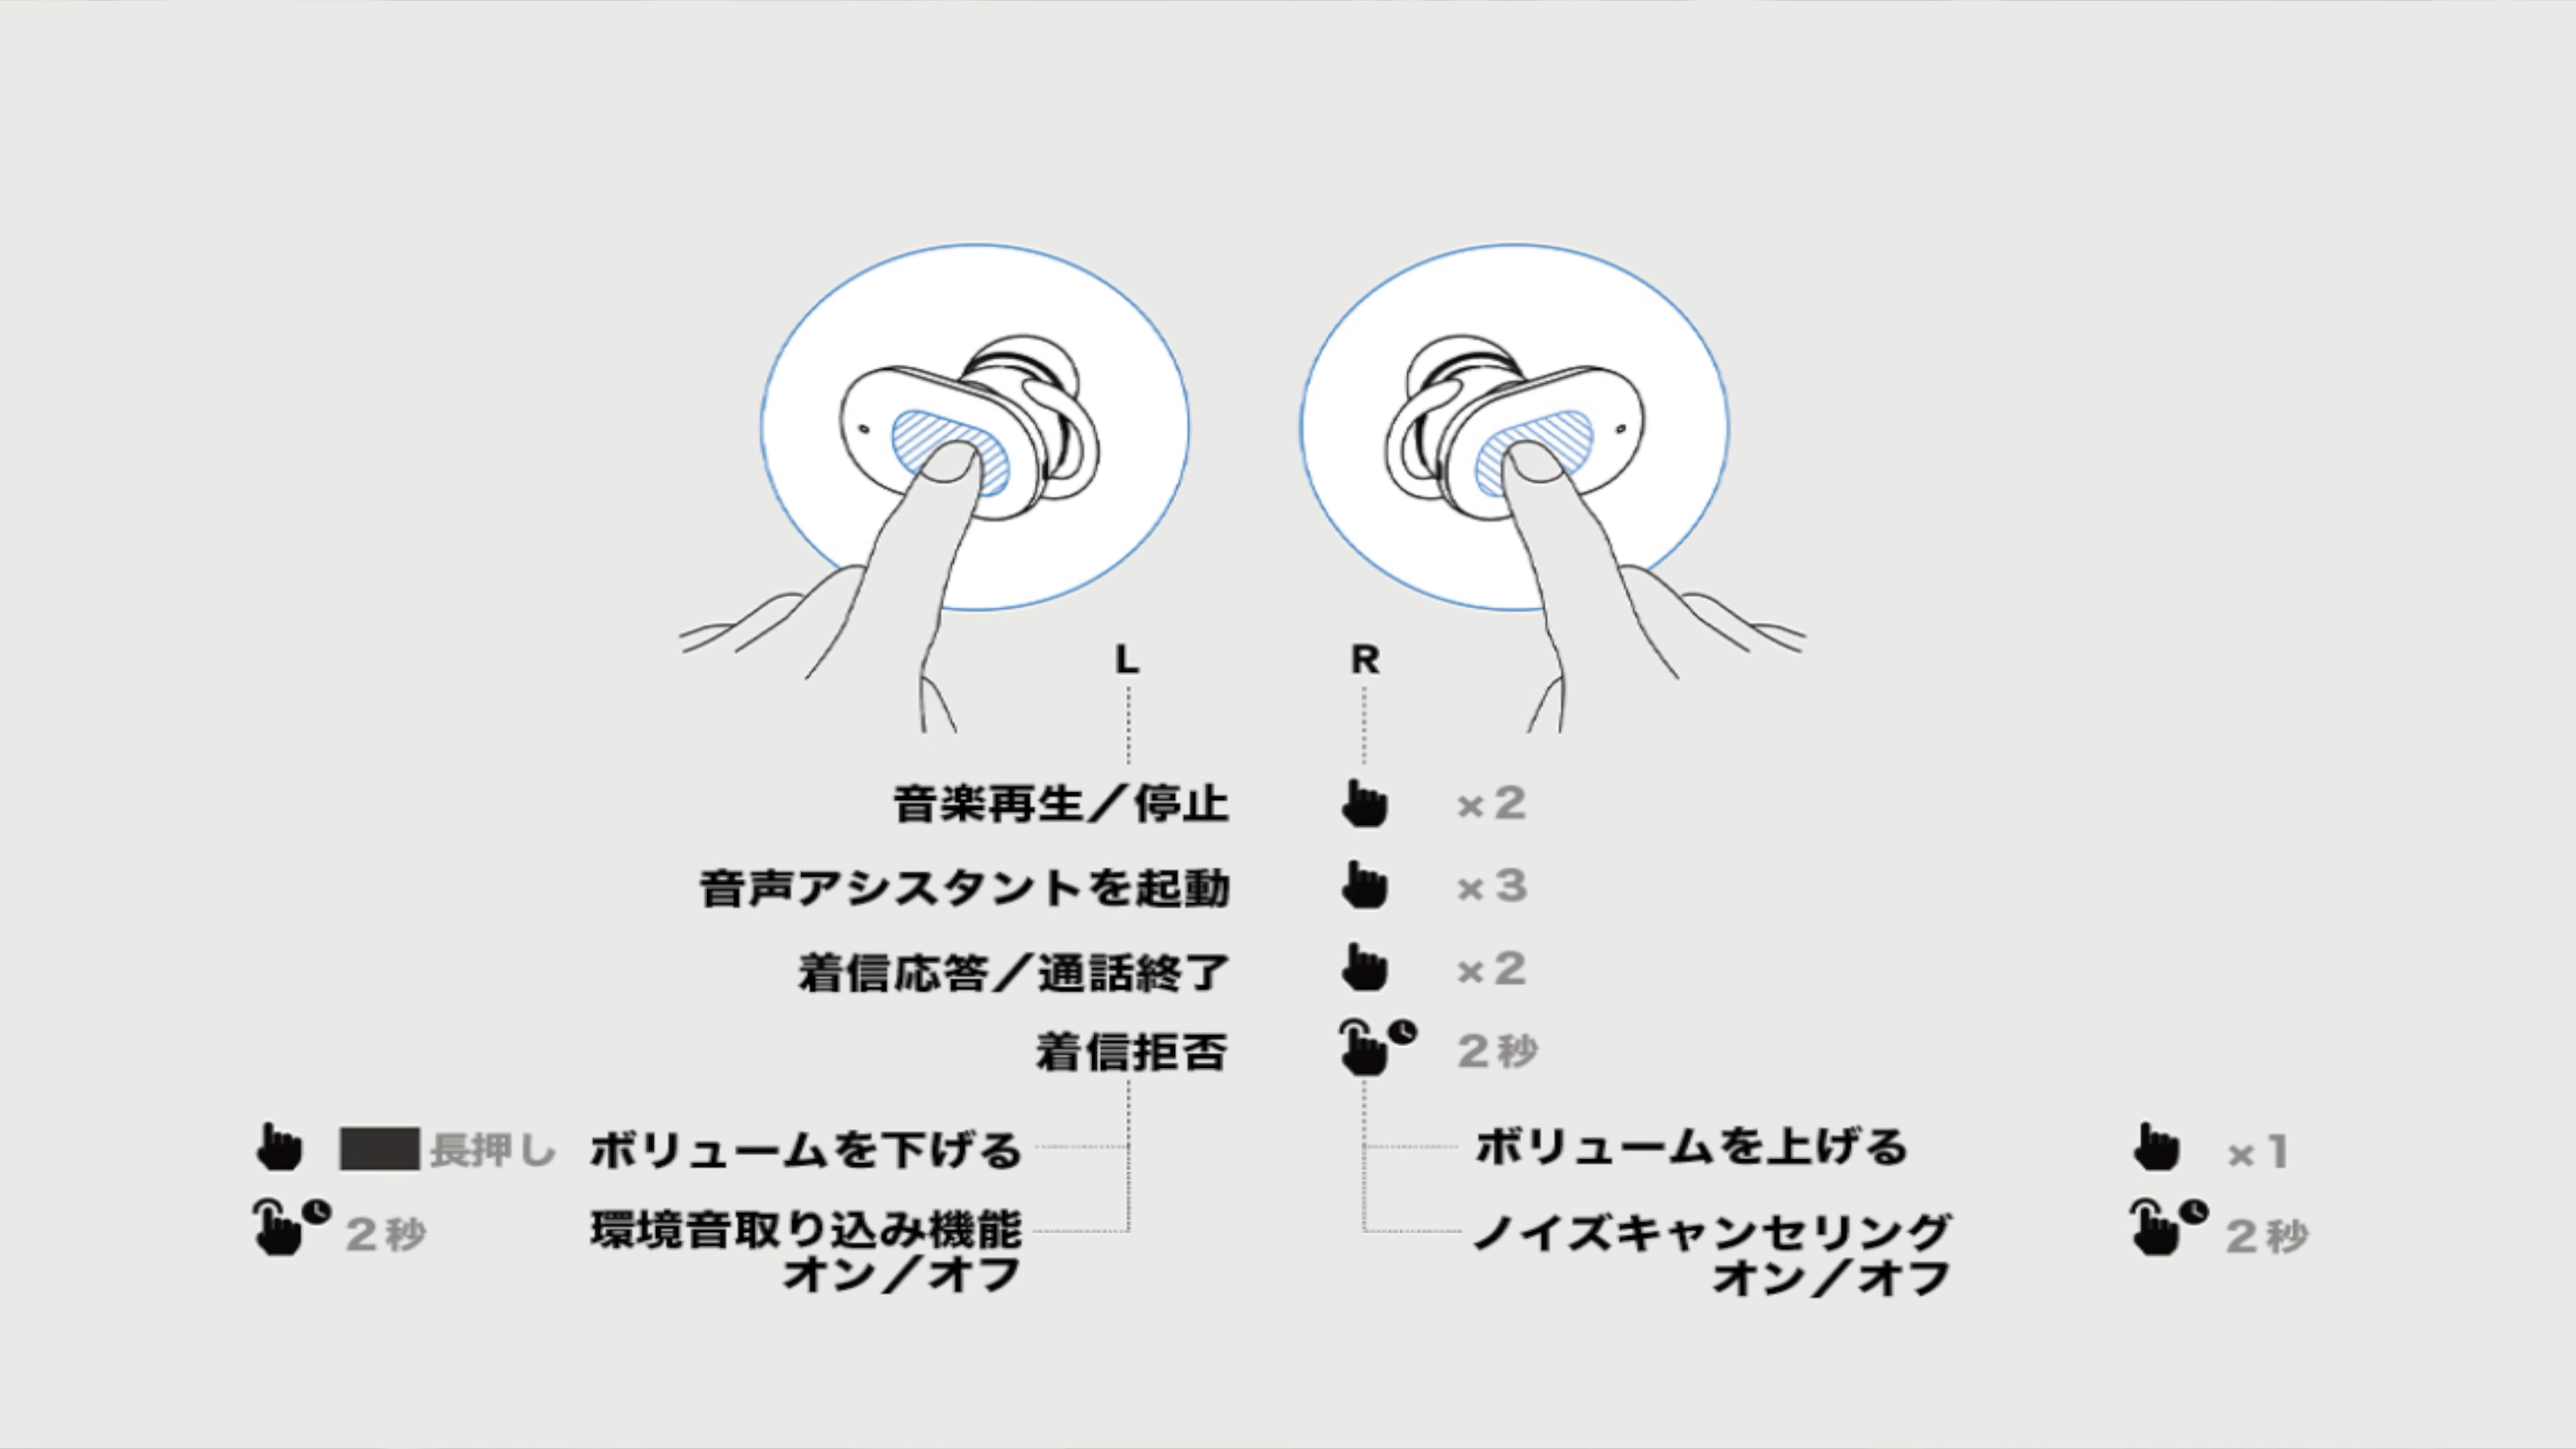 L R
音楽再生／停止 ×2
音声アシスタントを起動 ×3
着信応答／通話終了 ×2
着信拒否 2秒
長押し ボリュームを下げる
2秒 環境音取り込み機能
オン／オフ
ボリュームを上げる ×1
ノイズキャンセリング 2秒
オン／オフ